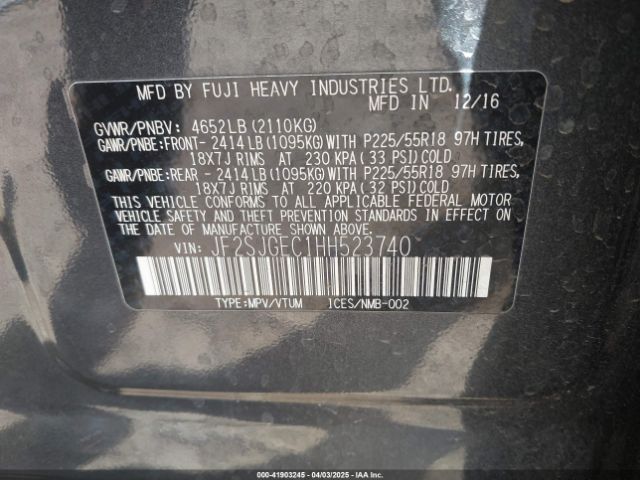 MFD BY FUJI HEAVY INDUSTRIES LTD.
MFD IN 12/16
GVWR/PNBV: 4652LB(2110KG)
GAWR/PNBE:FRONT- 2414LB(1095KG)WITH P225/55R18 97H TIRES,
18X7J RIMS AT 230 KPA(33 PSI)COLD
GAWR/PNBE:REAR - 2414LB(1095KG)WITH P225/55R18 97H TIRES,
18X7J RIMS AT 220 KPA(32 PSI)COLD
THIS VEHICLE CONFORMS TO ALL APPLICABLE FEDERAL MOTOR
VEHICLE SAFETY AND THEFT PREVENTION STANDARDS IN EFFECT ON
THE DATE OF MANUFACTURE SHOWN ABOVE.
VIN: JF2SJGEC1HH523740
TYPE:MPV/VTUM ICES/NMB-002
000-41903245 - 04/03/2025 - IAA Inc.